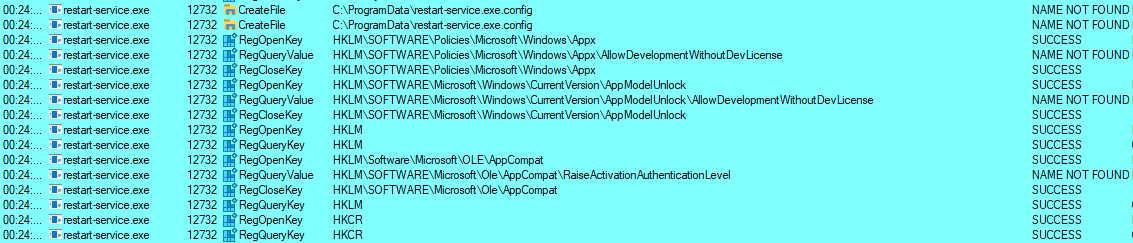 00:24:... restart-service.exe 12732 CreateFile C:\ProgramData\restart-service.exe.config NAME NOT FOUND
00:24:... restart-service.exe 12732 CreateFile C:\ProgramData\restart-service.exe.config NAME NOT FOUND
00:24:... restart-service.exe 12732 RegOpenKey HKLM\SOFTWARE\Policies\Microsoft\Windows\Appx SUCCESS
00:24:... restart-service.exe 12732 RegQueryValue HKLM\SOFTWARE\Policies\Microsoft\Windows\Appx\AllowDevelopmentWithoutDevLicense NAME NOT FOUND
00:24:... restart-service.exe 12732 RegCloseKey HKLM\SOFTWARE\Policies\Microsoft\Windows\Appx SUCCESS
00:24:... restart-service.exe 12732 RegOpenKey HKLM\SOFTWARE\Microsoft\Windows\CurrentVersion\AppModelUnlock SUCCESS
00:24:... restart-service.exe 12732 RegQueryValue HKLM\SOFTWARE\Microsoft\Windows\CurrentVersion\AppModelUnlock\AllowDevelopmentWithoutDevLicense NAME NOT FOUND
00:24:... restart-service.exe 12732 RegCloseKey HKLM\SOFTWARE\Microsoft\Windows\CurrentVersion\AppModelUnlock SUCCESS
00:24:... restart-service.exe 12732 RegOpenKey HKLM SUCCESS
00:24:... restart-service.exe 12732 RegQueryKey HKLM SUCCESS
00:24:... restart-service.exe 12732 RegOpenKey HKLM\Software\Microsoft\OLE\AppCompat SUCCESS
00:24:... restart-service.exe 12732 RegQueryValue HKLM\SOFTWARE\Microsoft\Ole\AppCompat\RaiseActivationAuthenticationLevel NAME NOT FOUND
00:24:... restart-service.exe 12732 RegCloseKey HKLM\SOFTWARE\Microsoft\Ole\AppCompat SUCCESS
00:24:... restart-service.exe 12732 RegQueryKey HKLM SUCCESS
00:24:... restart-service.exe 12732 RegOpenKey HKCR SUCCESS
00:24:... restart-service.exe 12732 RegQueryKey HKCR SUCCESS